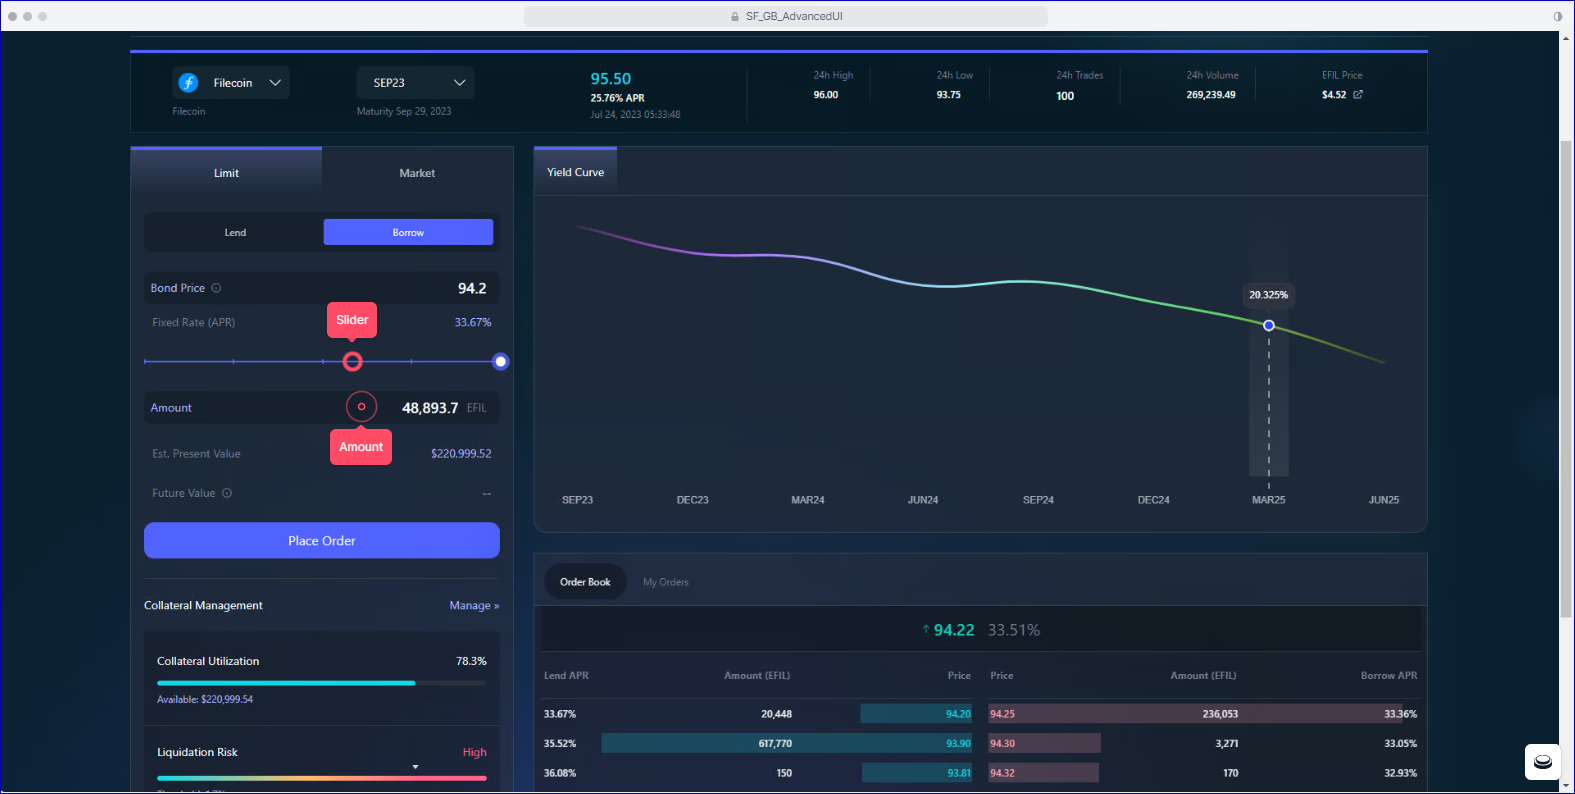 SF_GB_AdvancedUI
Filecoin
Filecoin
SEP23
Maturity Sep 29, 2023
95.50
25.76% APR
Jul 24, 2023 05:33:48
24h High
96.00
24h Low
93.75
24h Trades
100
24h Volume
269,239.49
EFIL Price
$4.52
Limit
Market
Lend
Borrow
Bond Price
94.2
Fixed Rate (APR)
33.67%
Slider
Amount
48,893.7 EFIL
Amount
Est. Present Value
$220,999.52
Future Value
--
Place Order
Collateral Management
Manage »
Collateral Utilization
78.3%
Available: $220,999.54
Liquidation Risk
High
Yield Curve
20.325%
SEP23 DEC23 MAR24 JUN24 SEP24 DEC24 MAR25 JUN25
Order Book
My Orders
↑ 94.22 33.51%
Lend APR Amount (EFIL) Price Price Amount (EFIL) Borrow APR
33.67% 20,448 94.20 94.25 236,053 33.36%
35.52% 617,770 93.90 94.30 3,271 33.05%
36.08% 150 93.81 94.32 170 32.93%